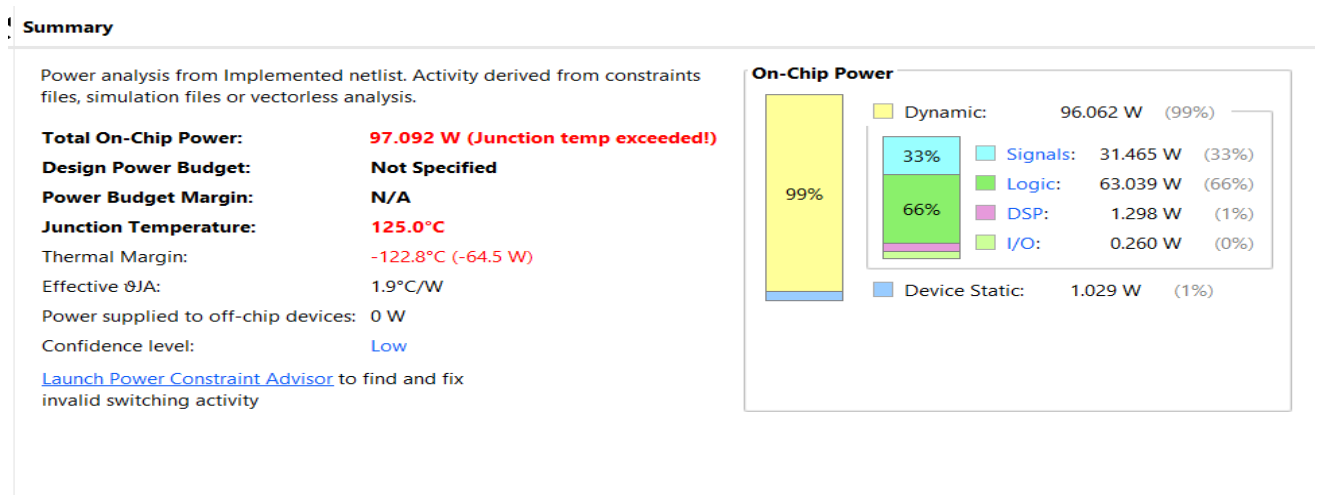 Summary
Power analysis from Implemented netlist. Activity derived from constraints
files, simulation files or vectorless analysis.
Total On-Chip Power: 97.092 W (Junction temp exceeded!)
Design Power Budget: Not Specified
Power Budget Margin: N/A
Junction Temperature: 125.0°C
Thermal Margin: -122.8°C (-64.5 W)
Effective ϑJA: 1.9°C/W
Power supplied to off-chip devices: 0 W
Confidence level: Low
Launch Power Constraint Advisor to find and fix
invalid switching activity
On-Chip Power
99%
Dynamic: 96.062 W (99%)
33%
66%
Signals: 31.465 W (33%)
Logic: 63.039 W (66%)
DSP: 1.298 W (1%)
I/O: 0.260 W (0%)
Device Static: 1.029 W (1%)